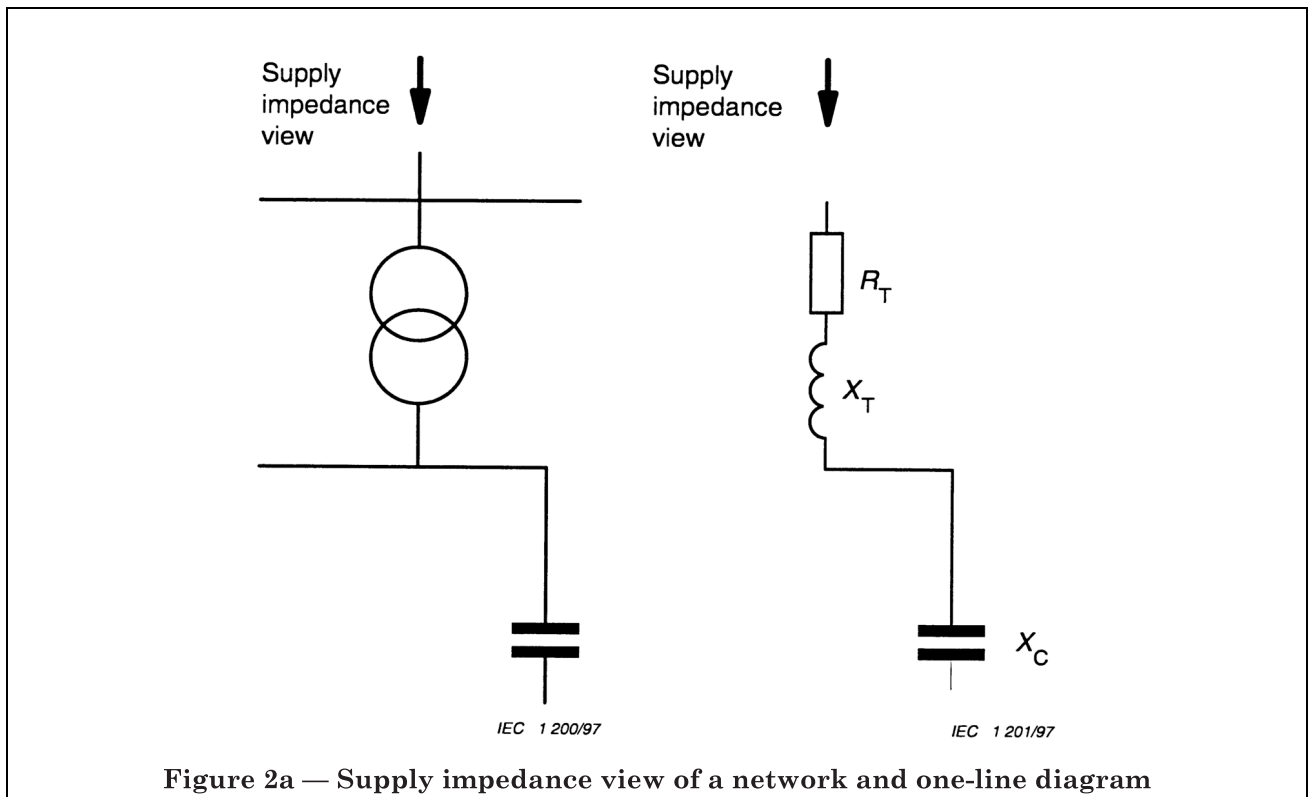 Supply
impedance
view
Supply
impedance
view
R_T
X_T
X_C
IEC 1 200/97
IEC 1 201/97
Figure 2a — Supply impedance view of a network and one-line diagram